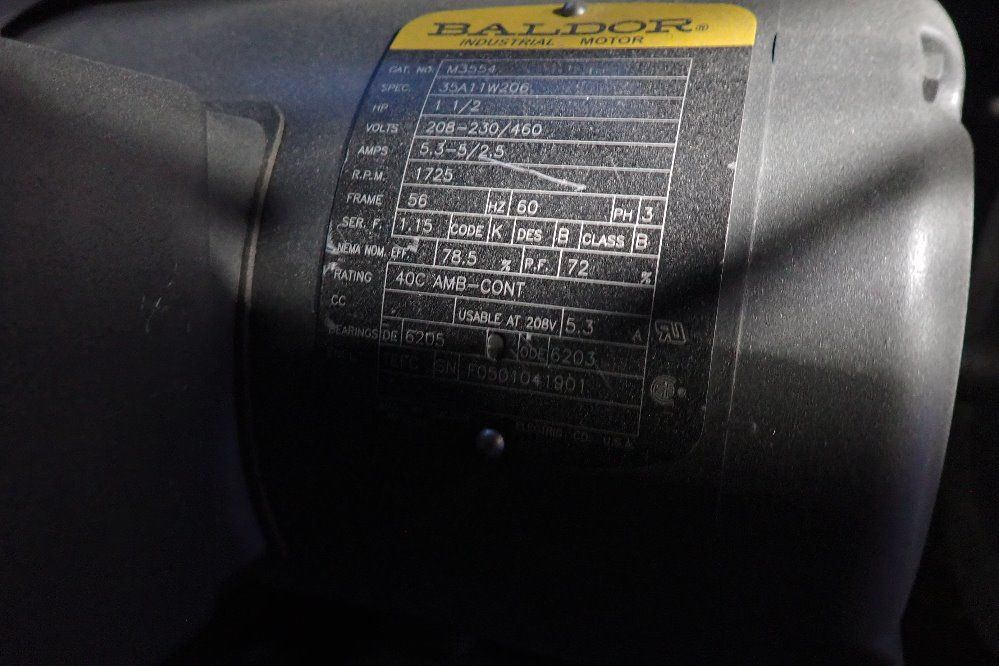 BALDOR®
INDUSTRIAL MOTOR
CAT. NO. M3554
SPEC. 35A11W206
HP 1 1/2
VOLTS 208-230/460
AMPS 5.3-5/2.5
R.P.M. 1725
FRAME 56 HZ 60 PH 3
SER. F. 1.15 CODE K DES B CLASS B
NEMA NOM. EFF. 78.5 % P.F. 72 %
RATING 40C AMB-CONT
CC USABLE AT 208V 5.3 A
BEARINGS DE 6205 ODE 6203
SN F0501041901
ELECTRIC CO. U.S.A.